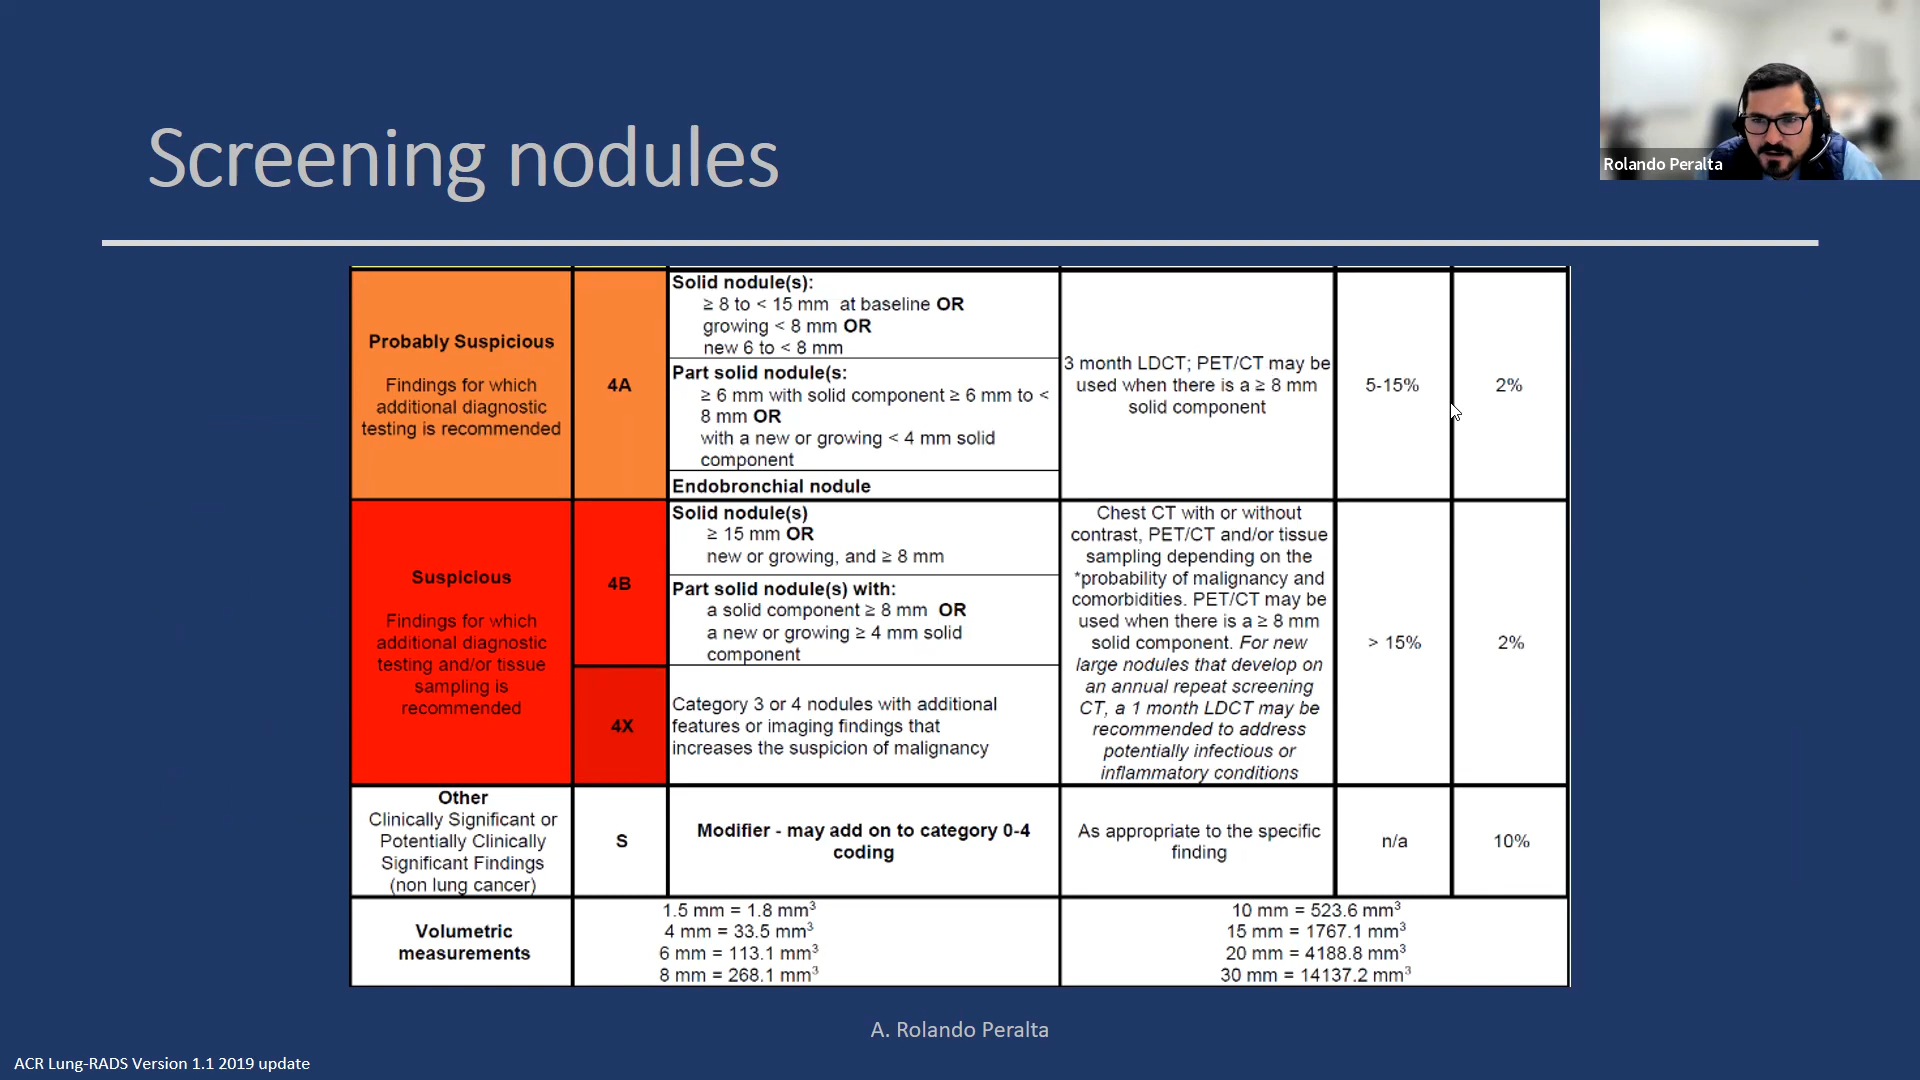 Screening nodules
Rolando Peralta
Probably Suspicious
Findings for which
additional diagnostic
testing is recommended
4A
Solid nodule(s):
≥ 8 to < 15 mm at baseline OR
growing < 8 mm OR
new 6 to < 8 mm
Part solid nodule(s:
≥ 6 mm with solid component ≥ 6 mm to <
8 mm OR
with a new or growing < 4 mm solid
component
Endobronchial nodule
3 month LDCT; PET/CT may be
used when there is a ≥ 8 mm
solid component
5-15%
2%
Suspicious
Findings for which
additional diagnostic
testing and/or tissue
sampling is
recommended
4B
Solid nodule(s)
≥ 15 mm OR
new or growing, and ≥ 8 mm
Part solid nodule(s) with:
a solid component ≥ 8 mm OR
a new or growing ≥ 4 mm solid
component
4X
Category 3 or 4 nodules with additional
features or imaging findings that
increases the suspicion of malignancy
Chest CT with or without
contrast, PET/CT and/or tissue
sampling depending on the
*probability of malignancy and
comorbidities. PET/CT may be
used when there is a ≥ 8 mm
solid component. For new
large nodules that develop on
an annual repeat screening
CT, a 1 month LDCT may be
recommended to address
potentially infectious or
inflammatory conditions
> 15%
2%
Other
Clinically Significant or
Potentially Clinically
Significant Findings
(non lung cancer)
S
Modifier - may add on to category 0-4
coding
As appropriate to the specific
finding
n/a
10%
Volumetric
measurements
1.5 mm = 1.8 mm³
4 mm = 33.5 mm³
6 mm = 113.1 mm³
8 mm = 268.1 mm³
10 mm = 523.6 mm³
15 mm = 1767.1 mm³
20 mm = 4188.8 mm³
30 mm = 14137.2 mm³
A. Rolando Peralta
ACR Lung-RADS Version 1.1 2019 update